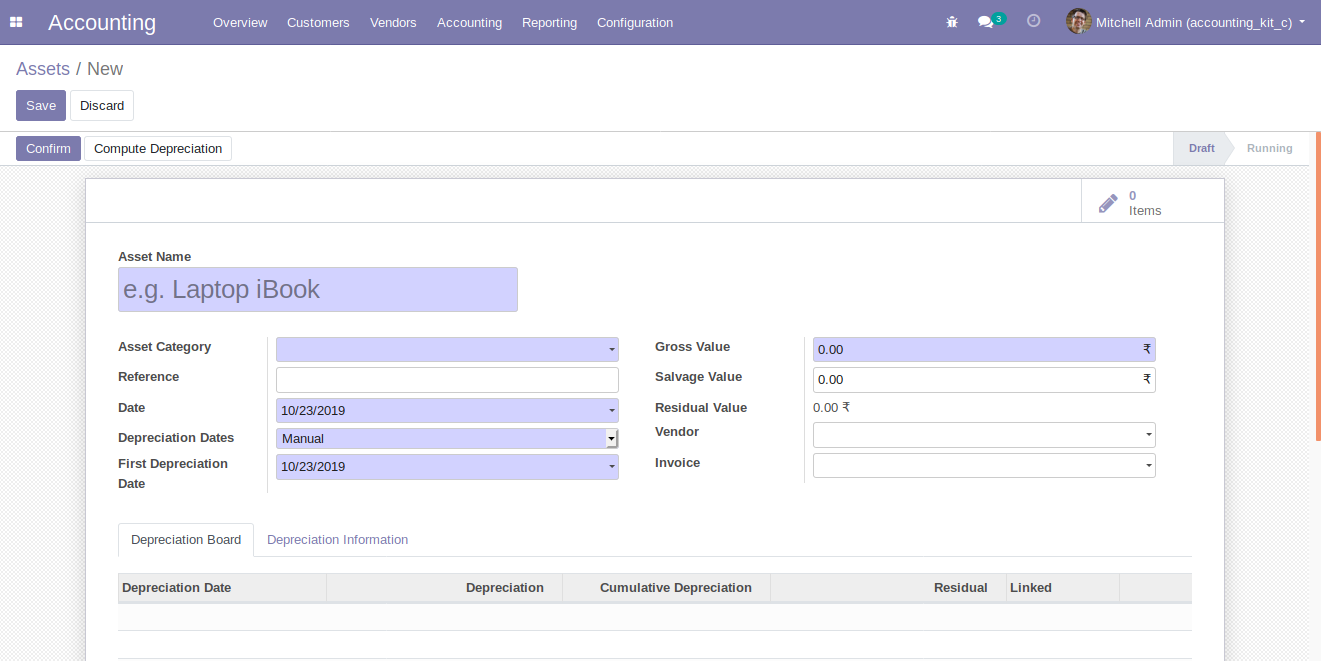 Accounting Overview Customers Vendors Accounting Reporting Configuration 3 Mitchell Admin (accounting_kit_c)
Assets / New
Save Discard
Confirm Compute Depreciation Draft Running
0
Items
Asset Name
e.g. Laptop iBook
Asset Category Gross Value 0.00 ₹
Reference Salvage Value 0.00 ₹
Date 10/23/2019 Residual Value 0.00 ₹
Depreciation Dates Manual Vendor
First Depreciation Date 10/23/2019 Invoice
Depreciation Board Depreciation Information
Depreciation Date Depreciation Cumulative Depreciation Residual Linked